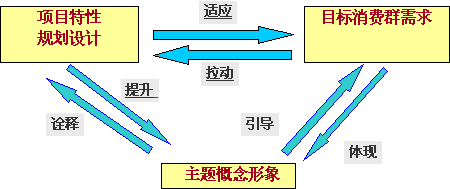 项目特性
规划设计
适应
目标消费群需求
拉动
提升
诠释
引导
体现
主题概念形象